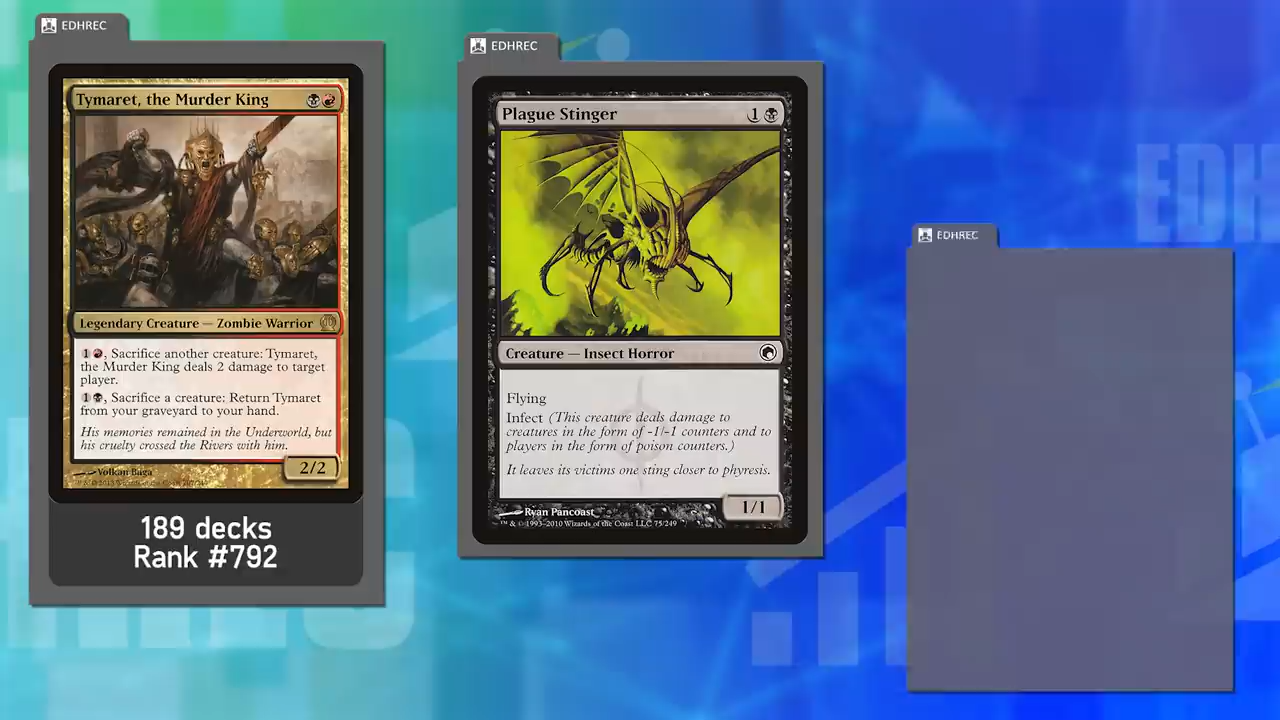 EDHREC
Tymaret, the Murder King
Legendary Creature — Zombie Warrior
1, Sacrifice another creature: Tymaret,
the Murder King deals 2 damage to target
player.
1, Sacrifice a creature: Return Tymaret
from your graveyard to your hand.
His memories remained in the Underworld, but
his cruelty crossed the Rivers with him.
2/2
Volkan Baga
189 decks
Rank #792
EDHREC
Plague Stinger
1
Creature — Insect Horror
Flying
Infect (This creature deals damage to
creatures in the form of -1/-1 counters and to
players in the form of poison counters.)
It leaves its victims one sting closer to phyresis.
1/1
Ryan Pancoast
™ & © 1993–2010 Wizards of the Coast LLC 75/249
EDHREC
EDH